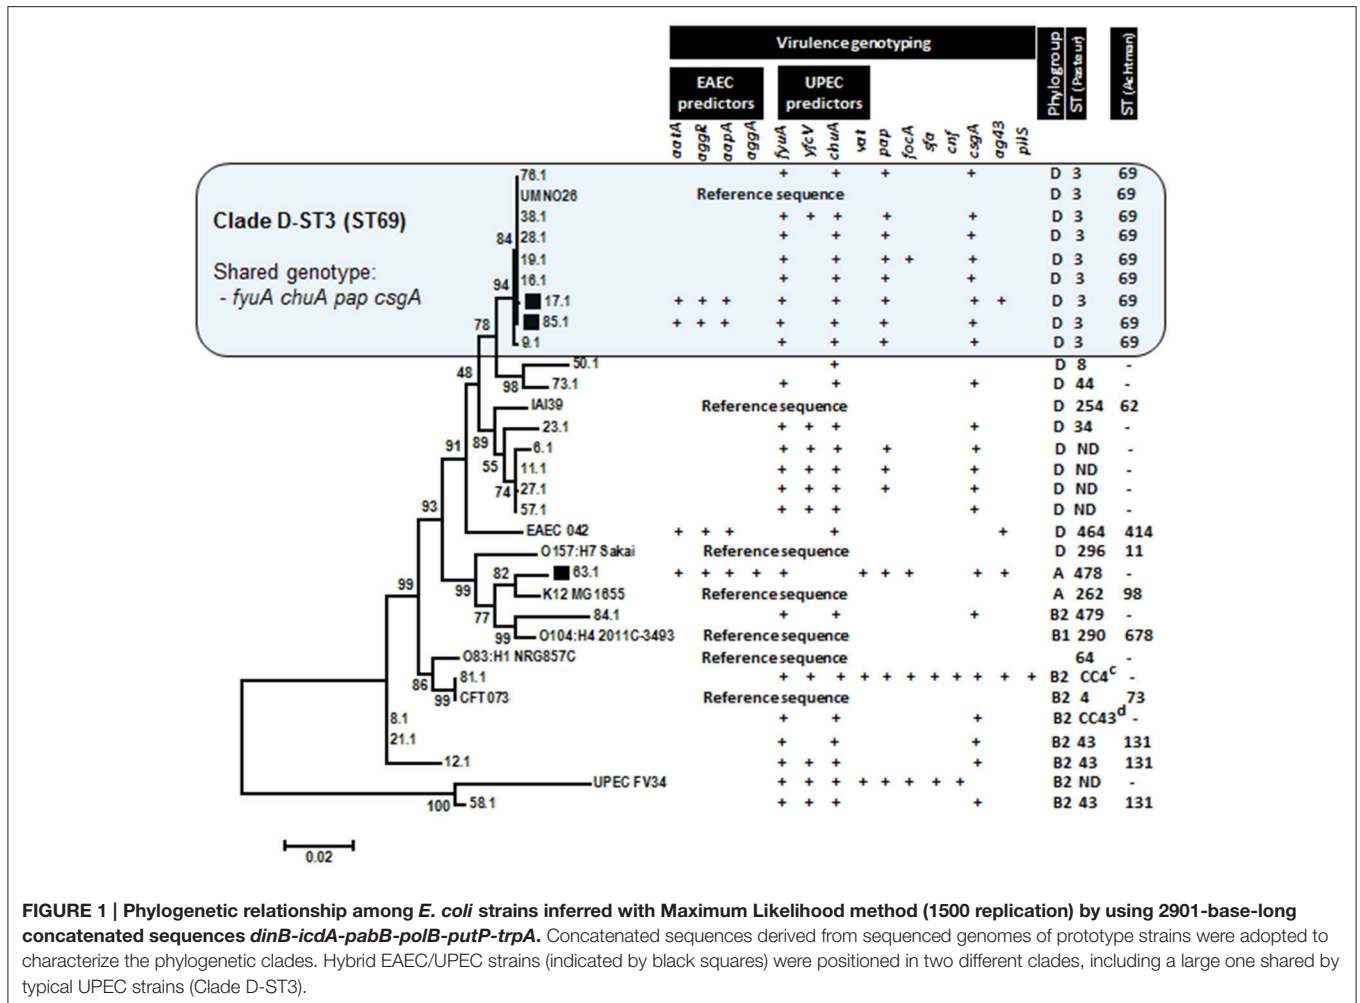 Virulence genotyping
Phylogroup
ST (Pasteur)
ST (Achtman)
EAEC predictors
UPEC predictors
aatA aggR aapA aggA fyuA yfcV chuA vat pap focA sfa cnf csgA ag43 pilS
Clade D-ST3 (ST69)
Shared genotype:
- fyuA chuA pap csgA
76.1 + + + + D 3 69
UMNO26 Reference sequence D 3 69
38.1 + + + + + D 3 69
84 28.1 + + + + D 3 69
19.1 + + + + + D 3 69
16.1 + + + + D 3 69
94 17.1 + + + + + + + + D 3 69
78 85.1 + + + + + + + D 3 69
9.1 + + + + D 3 69
50.1 + D 8 -
48 98 73.1 + + + D 44 -
IAI39 Reference sequence D 254 62
23.1 + + + + D 34 -
91 89 6.1 + + + + + D ND -
55 11.1 + + + + + D ND -
74 27.1 + + + + + D ND -
93 57.1 + + + + D ND -
EAEC 042 + + + + + D 464 414
O157:H7 Sakai Reference sequence D 296 11
99 82 63.1 + + + + + + + + + + A 478 -
99 K12 MG1655 Reference sequence A 262 98
77 84.1 + + + B2 479 -
99 O104:H4 2011C-3493 Reference sequence B1 290 678
O83:H1 NRG857C Reference sequence 64 -
86 81.1 + + + + + + + + + + + B2 CC4c -
99 CFT073 Reference sequence B2 4 73
8.1 + + + B2 CC43d -
21.1 + + + B2 43 131
12.1 + + + + B2 43 131
UPEC FV34 + + + + + + + + B2 ND -
100 58.1 + + + + B2 43 131
0.02
FIGURE 1 | Phylogenetic relationship among E. coli strains inferred with Maximum Likelihood method (1500 replication) by using 2901-base-long
concatenated sequences dinB-icdA-pabB-polB-putP-trpA. Concatenated sequences derived from sequenced genomes of prototype strains were adopted to
characterize the phylogenetic clades. Hybrid EAEC/UPEC strains (indicated by black squares) were positioned in two different clades, including a large one shared by
typical UPEC strains (Clade D-ST3).